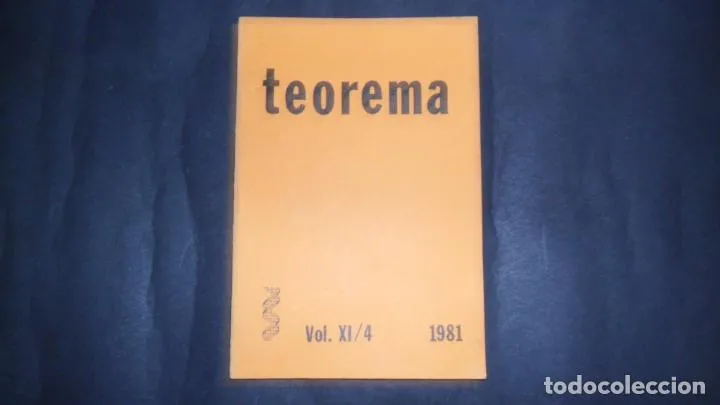 teorema
Vol. XI/4 1981
todocoleccion